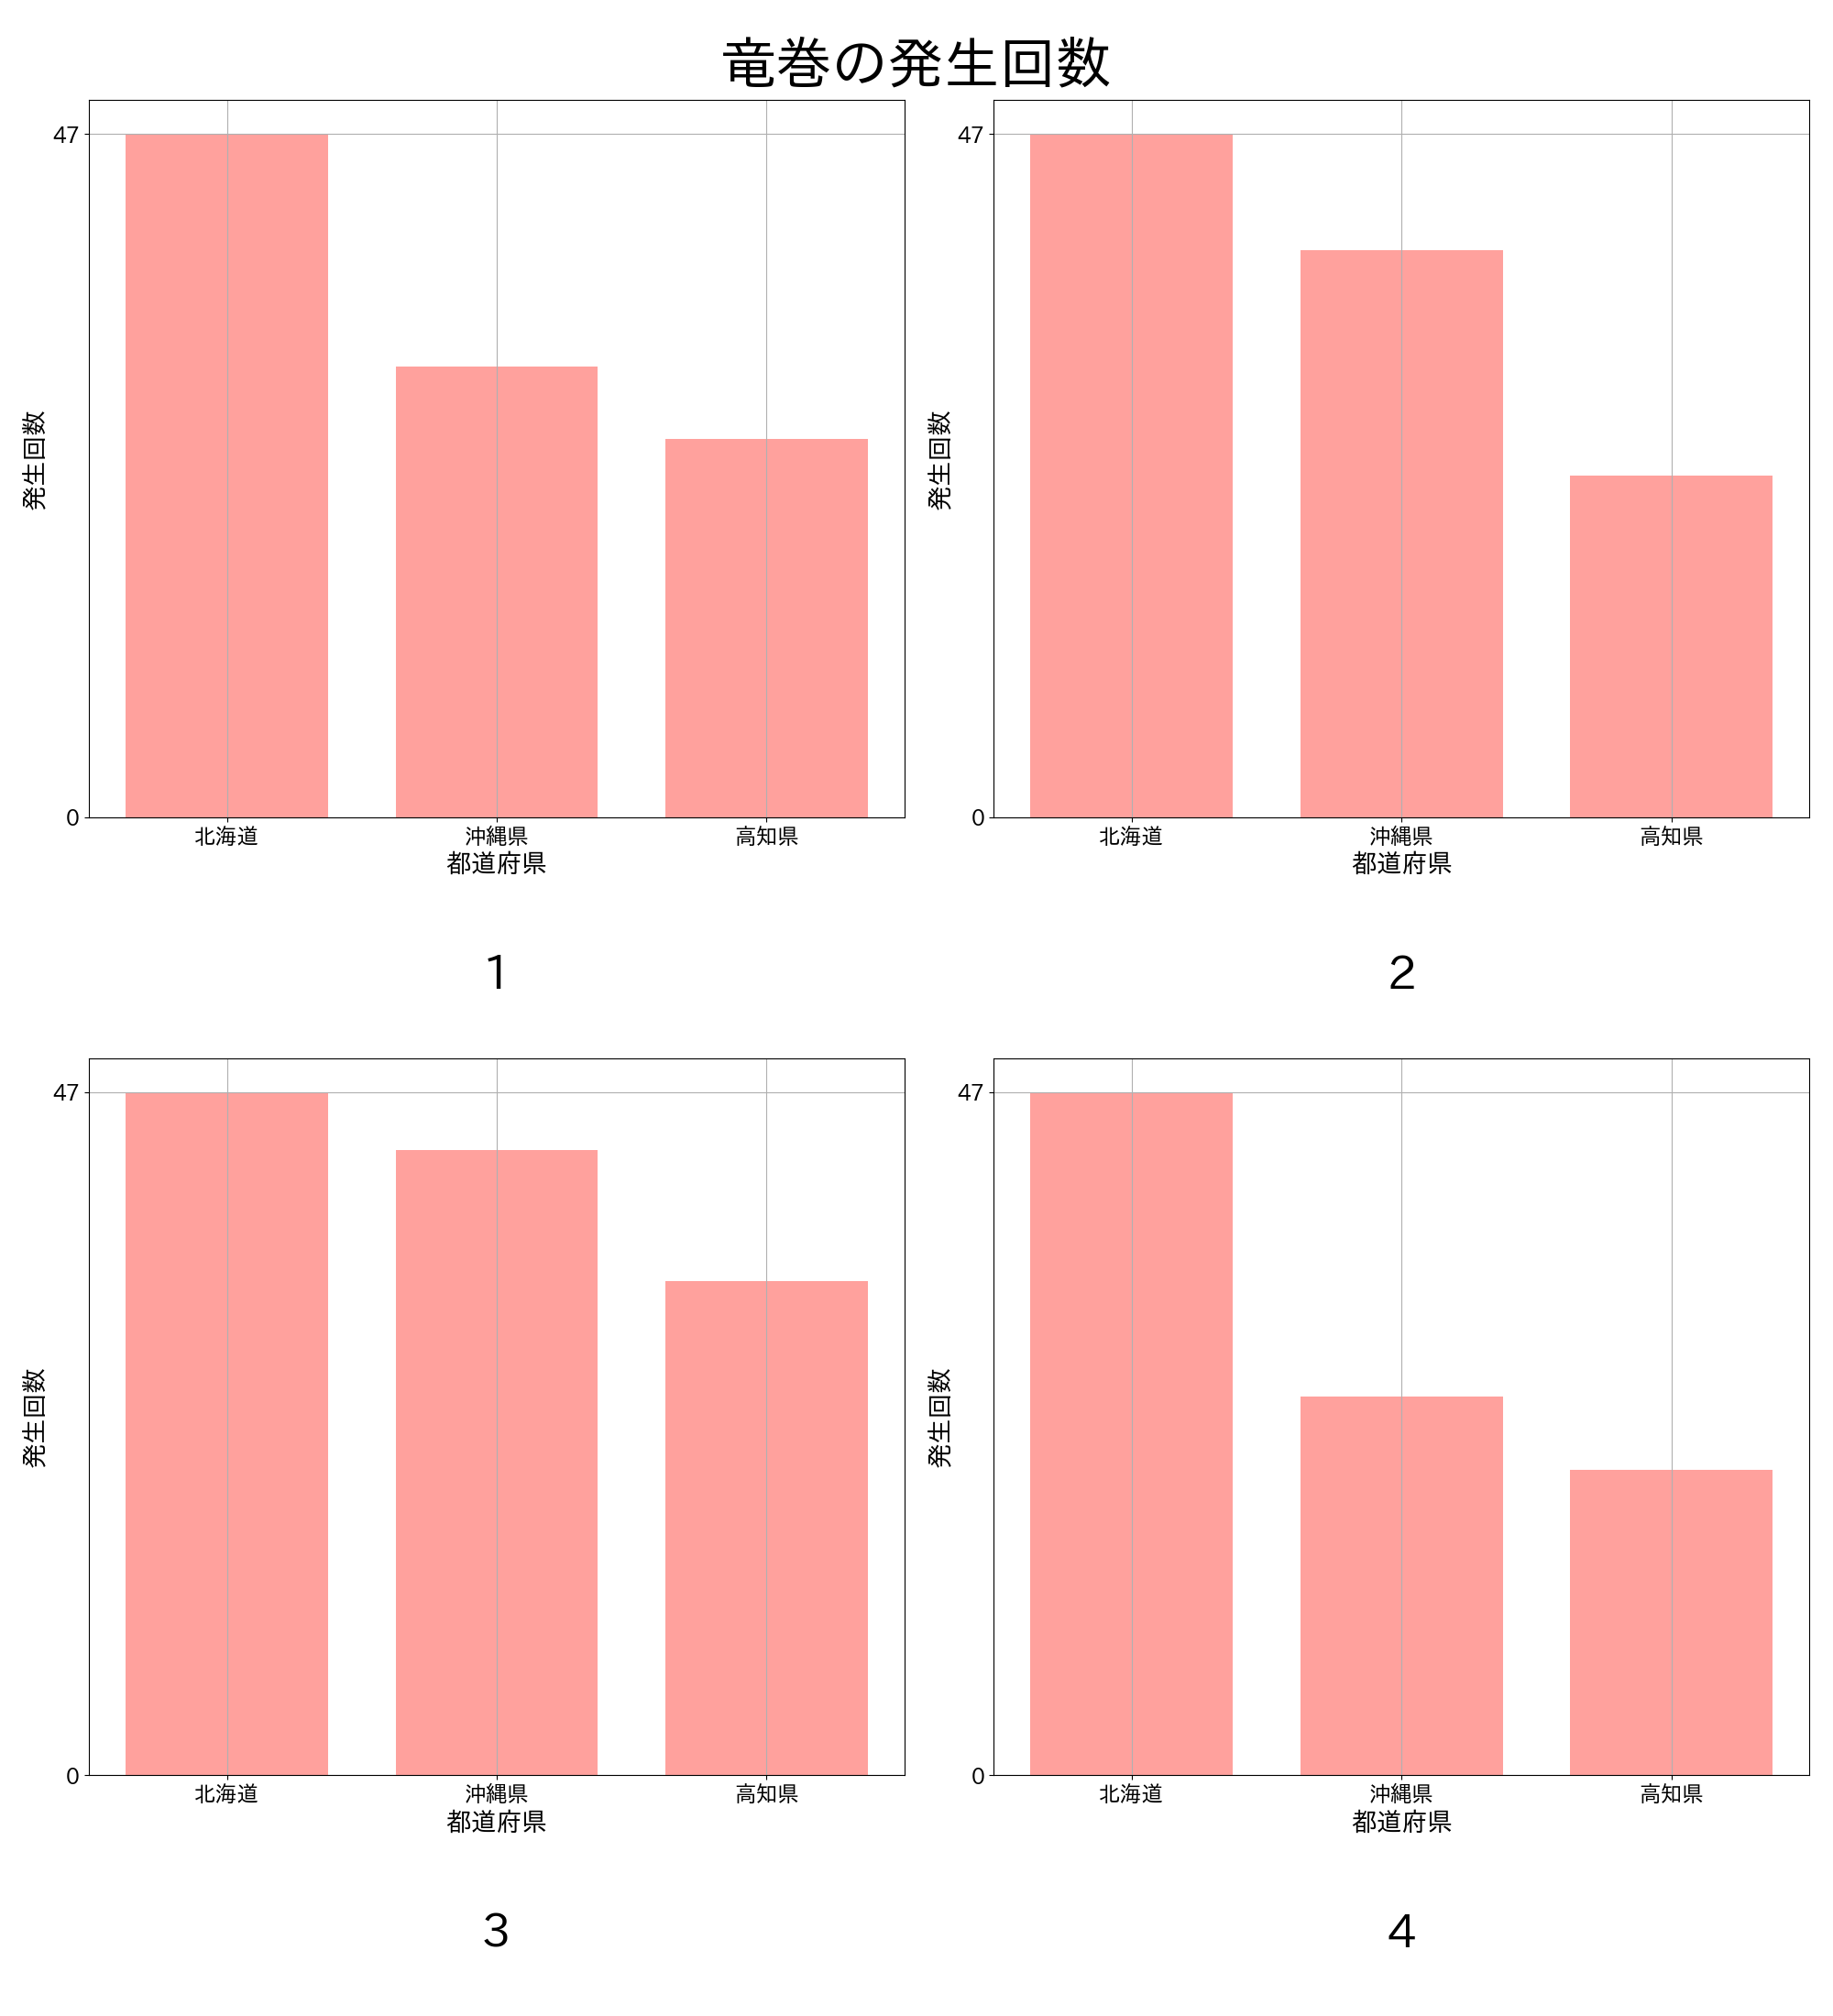 竜巻の発生回数
47
0
発生回数
北海道 沖縄県 高知県
都道府県
1
47
0
発生回数
北海道 沖縄県 高知県
都道府県
2
47
0
発生回数
北海道 沖縄県 高知県
都道府県
3
47
0
発生回数
北海道 沖縄県 高知県
都道府県
4